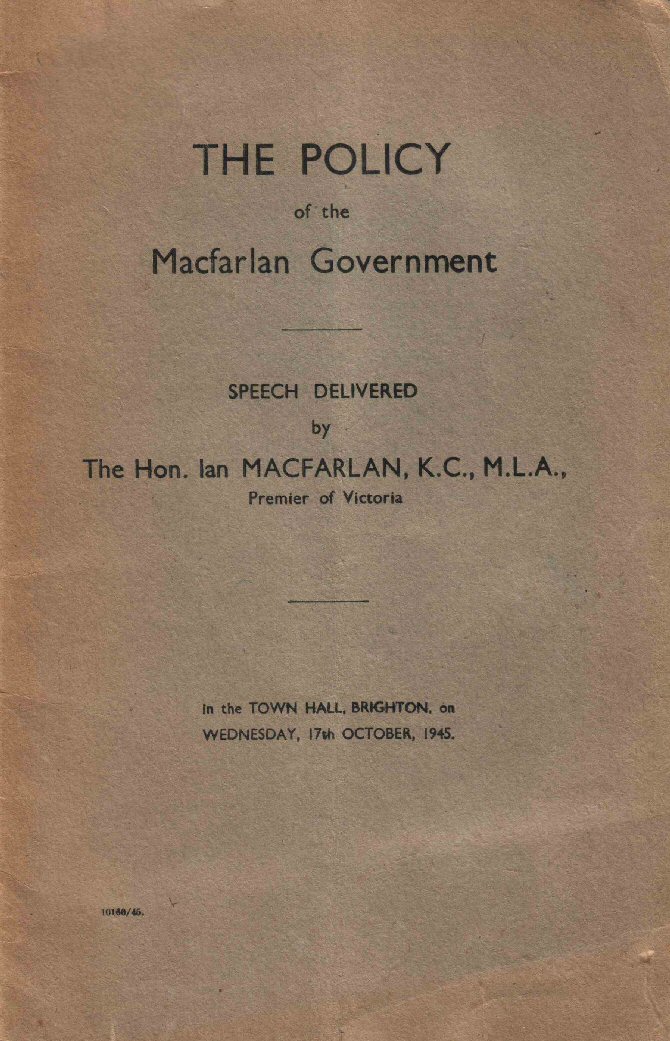 THE POLICY
of the
Macfarlan Government
SPEECH DELIVERED
by
The Hon. Ian MACFARLAN, K.C., M.L.A.,
Premier of Victoria
In the TOWN HALL, BRIGHTON, on
WEDNESDAY, 17th OCTOBER, 1945.